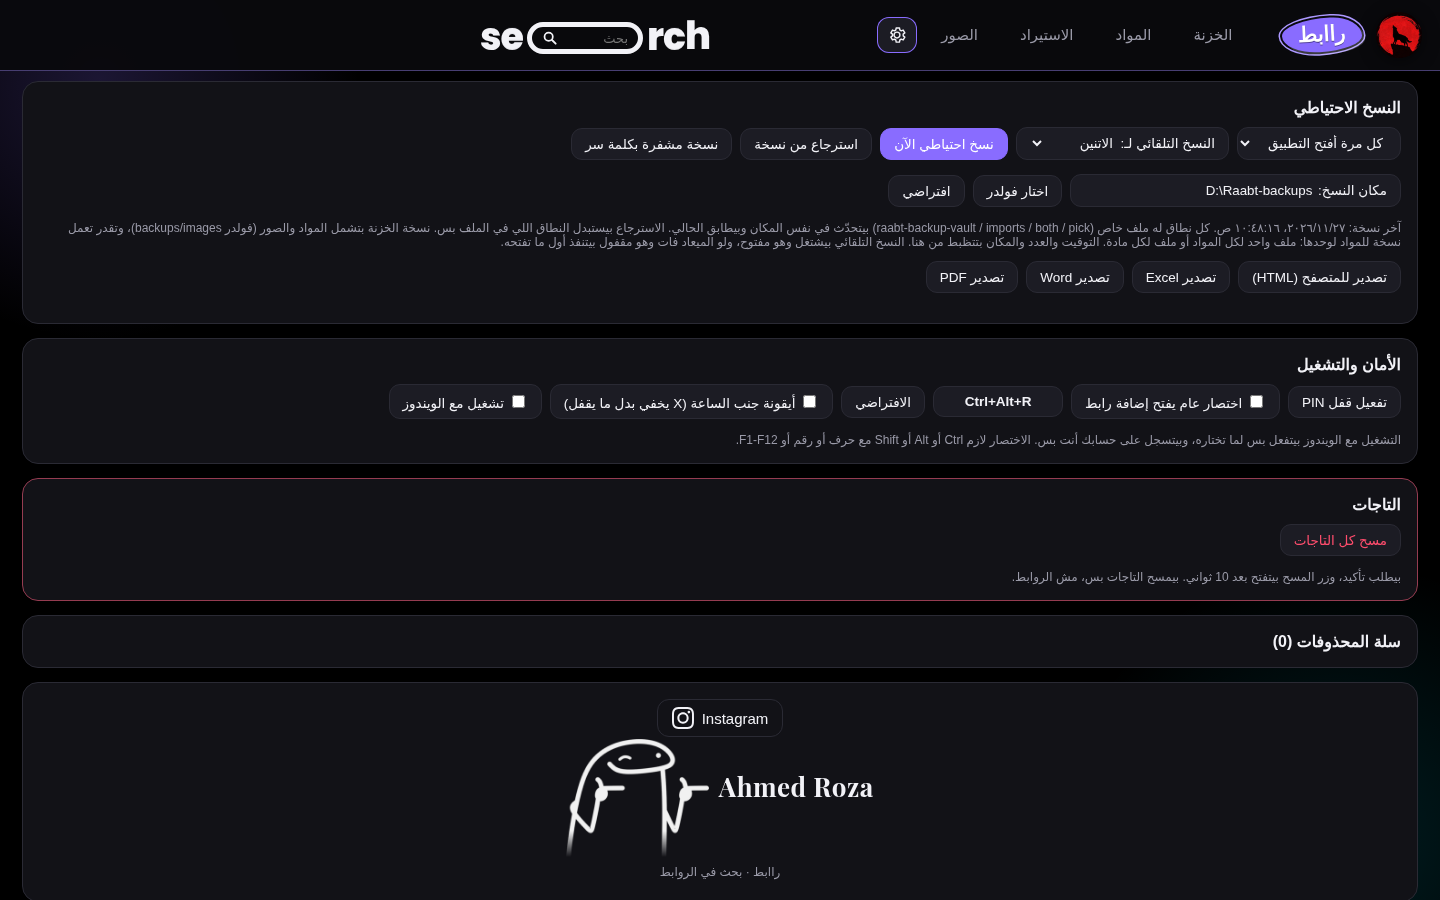 راابط
الخزنة
المواد
الاستيراد
الصور
se بحث rch
النسخ الاحتياطي
كل مرة أفتح التطبيق
النسخ التلقائي لـ: الاتنين
نسخ احتياطي الآن
استرجاع من نسخة
نسخة مشفرة بكلمة سر
مكان النسخ: D:\Raabt-backups
اختار فولدر
افتراضي
آخر نسخة: ٢٠٢٦/١١/٢٧، ١٠:٤٨:١٦ ص. كل نطاق له ملف خاص (raabt-backup-vault / imports / both / pick) بيتحدّث في نفس المكان وبيطابق الحالي. الاسترجاع بيستبدل النطاق اللي في الملف بس. نسخة الخزنة بتشمل المواد والصور (فولدر backups/images)، وتقدر تعمل
نسخة للمواد لوحدها: ملف واحد لكل المواد أو ملف لكل مادة. التوقيت والعدد والمكان بتتظبط من هنا. النسخ التلقائي بيشتغل وهو مفتوح، ولو الميعاد فات وهو مقفول بيتنفذ أول ما تفتحه.
تصدير للمتصفح (HTML)
تصدير Excel
تصدير Word
تصدير PDF
الأمان والتشغيل
تفعيل قفل PIN
اختصار عام يفتح إضافة رابط
Ctrl+Alt+R
الافتراضي
أيقونة جنب الساعة (X يخفي بدل ما يقفل)
تشغيل مع الويندوز
التشغيل مع الويندوز بيتفعل بس لما تختاره، وبيتسجل على حسابك أنت بس. الاختصار لازم Ctrl أو Alt أو Shift مع حرف أو رقم أو F1-F12.
التاجات
مسح كل التاجات
بيطلب تأكيد، وزر المسح بيتفتح بعد 10 ثواني. بيمسح التاجات بس، مش الروابط.
سلة المحذوفات (0)
Instagram
Ahmed Roza
راابط · بحث في الروابط